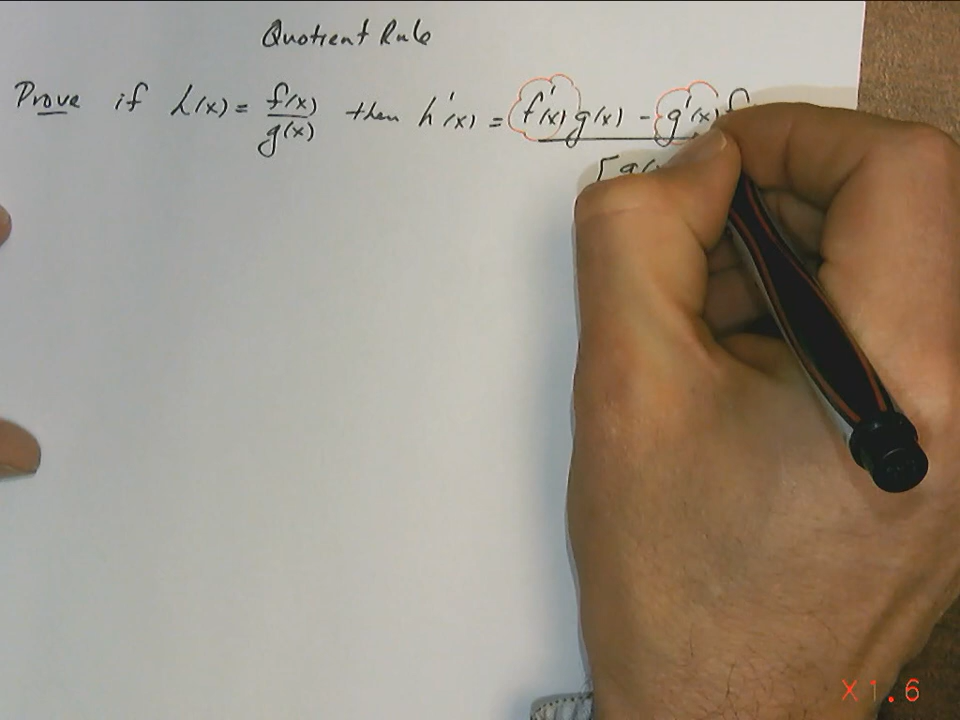 Quotient Rule
Prove if h(x) = f(x)/g(x) then h'(x) = f'(x) g(x) - g'(x) f
[g(x
X1.6